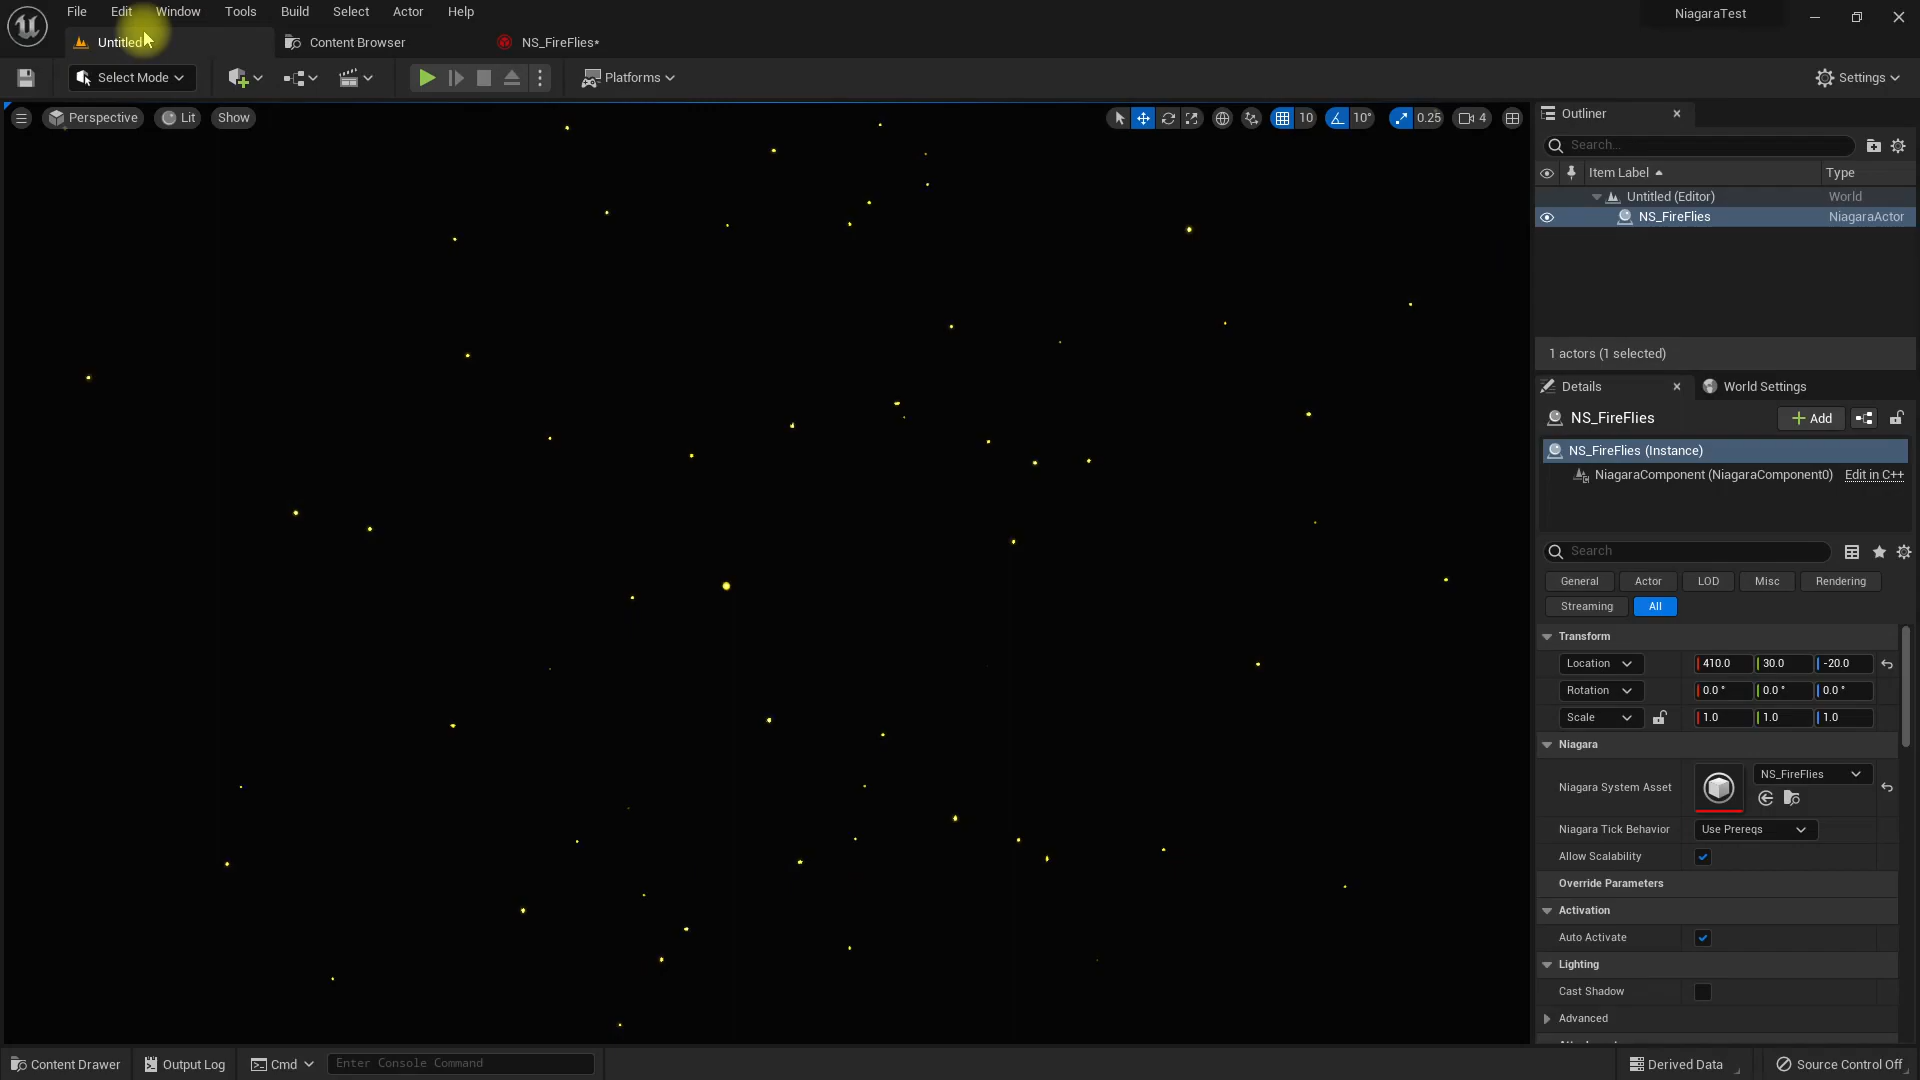 File Edit Window Tools Build Select Actor Help NiagaraTest
Untitled Content Browser NS_FireFlies*
Select Mode Platforms Settings
Perspective Lit Show 10 10° 0.25 4
Outliner
Search...
Item Label Type
Untitled (Editor) World
NS_FireFlies NiagaraActor
1 actors (1 selected)
Details World Settings
NS_FireFlies Add
NS_FireFlies (Instance)
NiagaraComponent (NiagaraComponent0) Edit in C++
Search
General Actor LOD Misc Rendering
Streaming All
Transform
Location 410.0 30.0 -20.0
Rotation 0.0 ° 0.0 ° 0.0 °
Scale 1.0 1.0 1.0
Niagara
Niagara System Asset NS_FireFlies
Niagara Tick Behavior Use Prereqs
Allow Scalability
Override Parameters
Activation
Auto Activate
Lighting
Cast Shadow
Advanced
Content Drawer Output Log Cmd Enter Console Command Derived Data Source Control Off